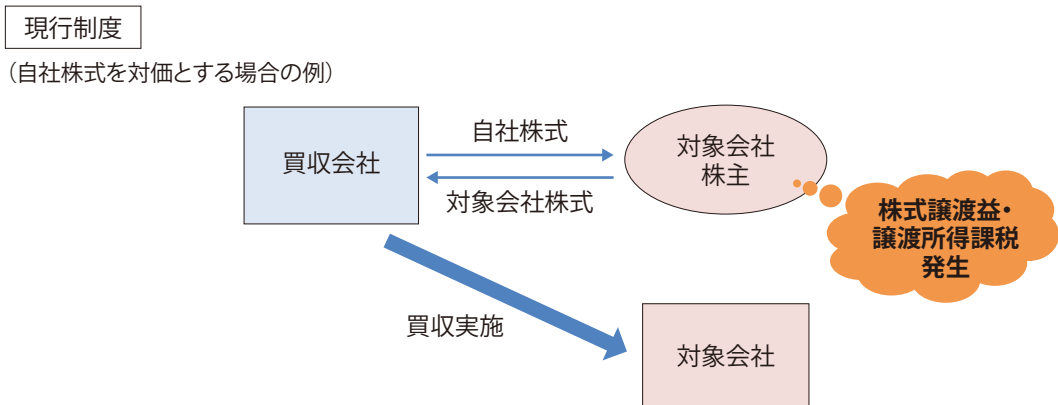 現行制度
（自社株式を対価とする場合の例）
買収会社
自社株式
対象会社株式
対象会社
株主
株式譲渡益・
譲渡所得課税
発生
買収実施
対象会社